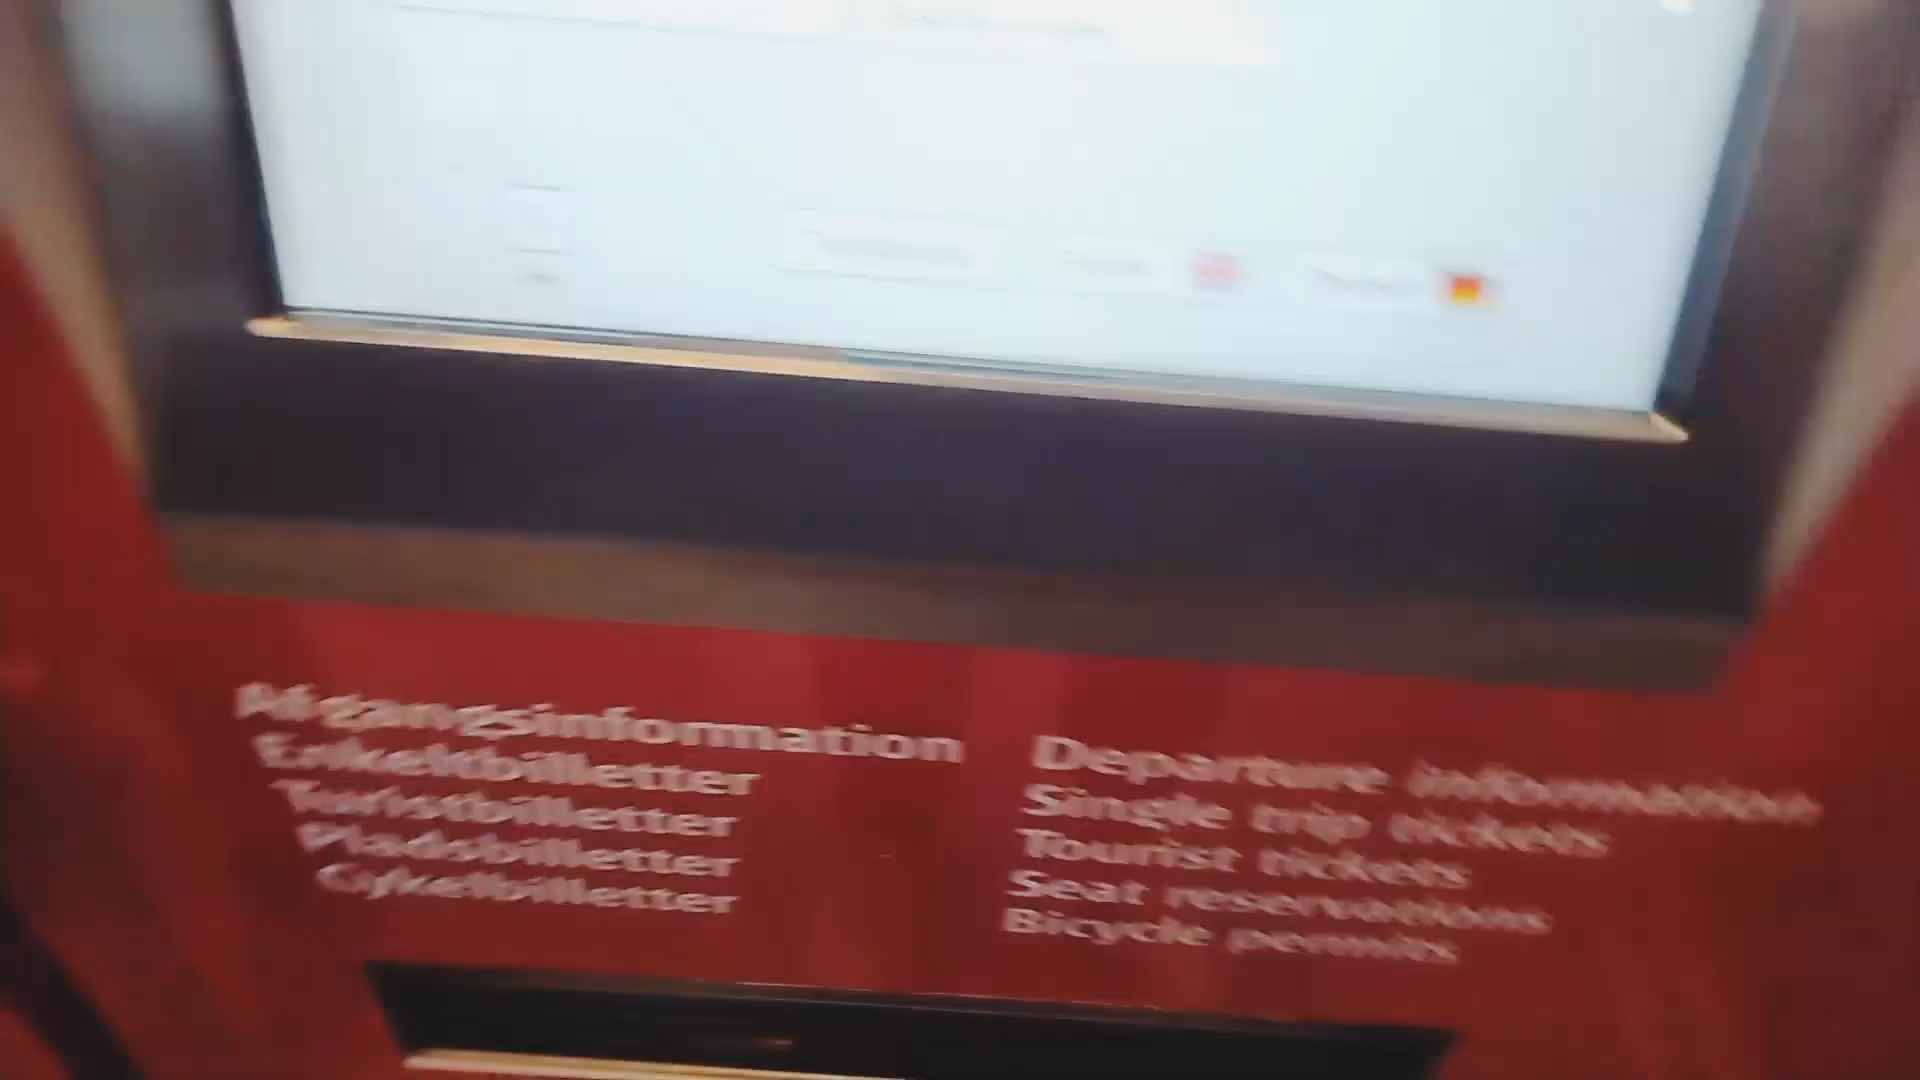 Afgangsinformation
Enkeltbilletter
Turistbilletter
Pladsbilletter
Cykelbilletter
Departure information
Single trip tickets
Tourist tickets
Seat reservations
Bicycle permits